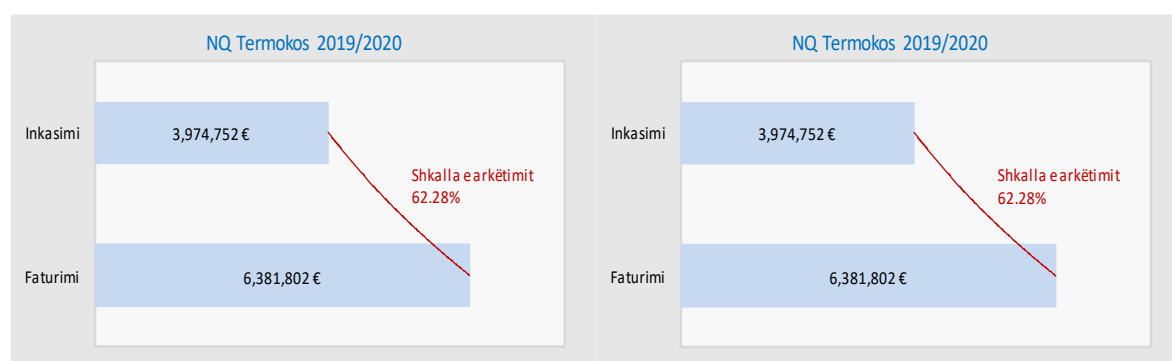 NQ Termokos 2019/2020
Inkasimi
3,974,752 €
Shkalla e arkëtimit
62.28%
Faturimi
6,381,802 €
NQ Termokos 2019/2020
Inkasimi
3,974,752 €
Shkalla e arkëtimit
62.28%
Faturimi
6,381,802 €